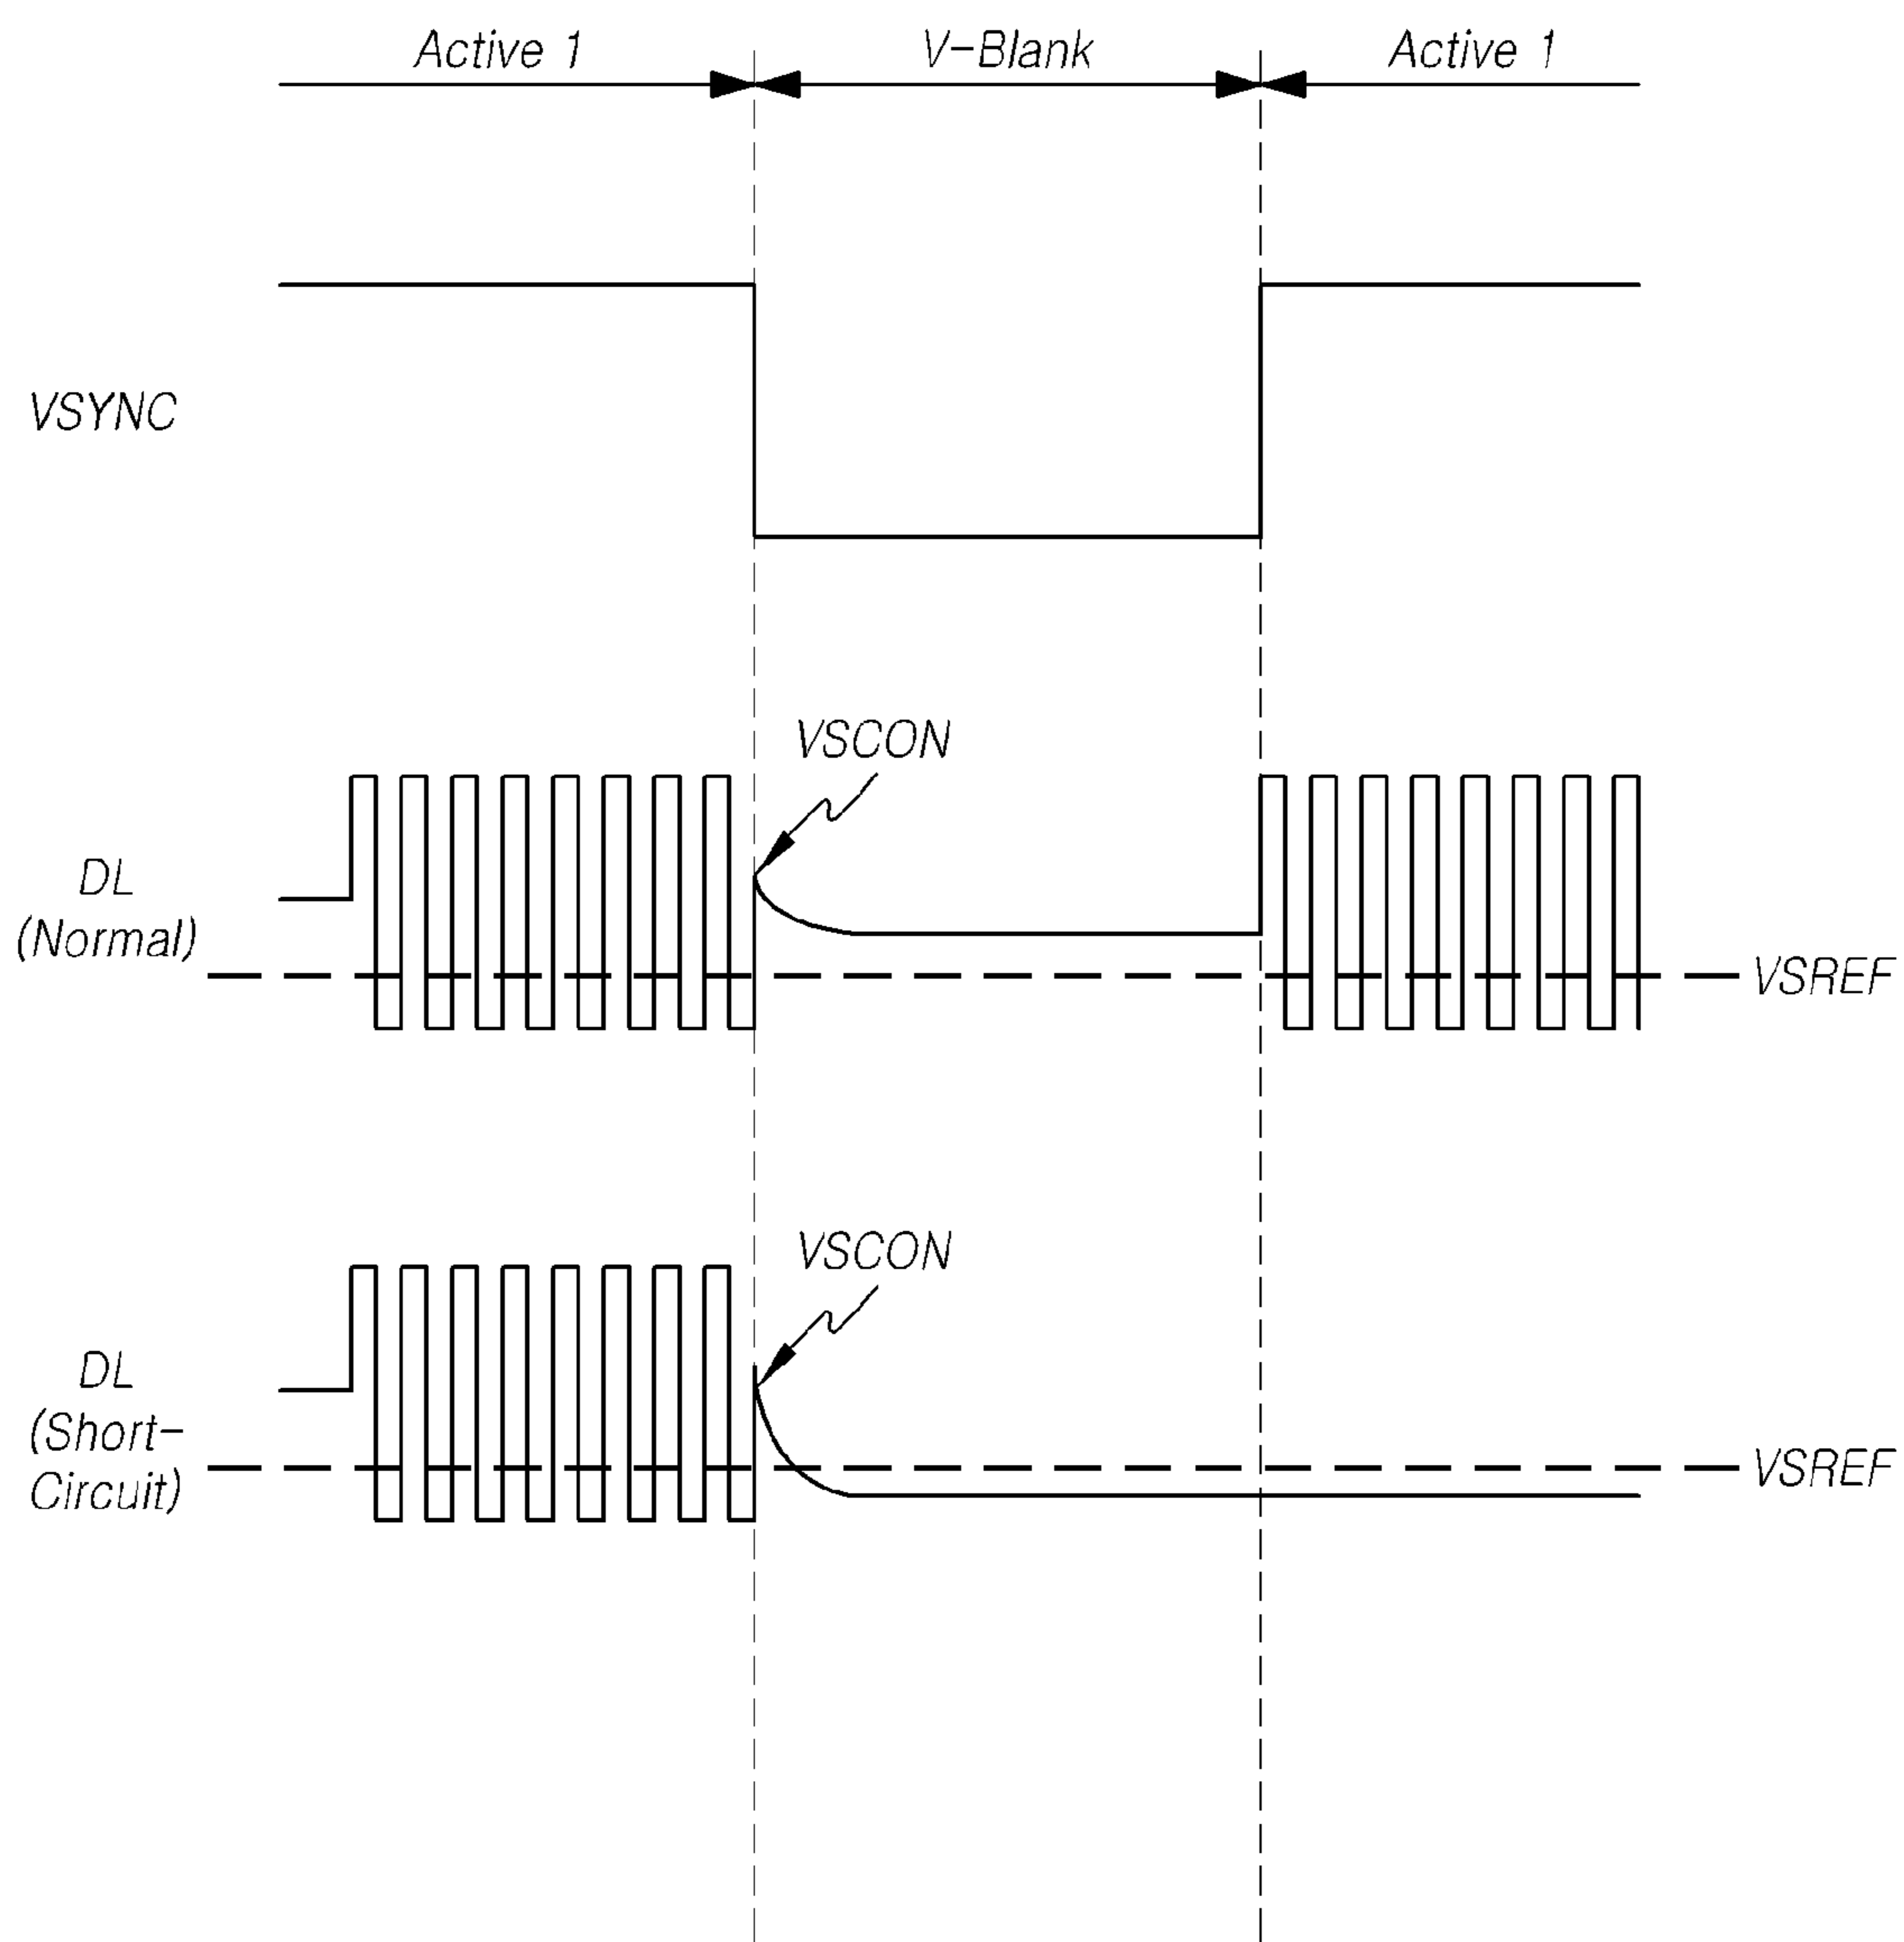 Active 1
V-Blank
Active 1
VSYNC
VSCON
DL
(Normal)
VSREF
VSCON
DL
(Short-
Circuit)
VSREF